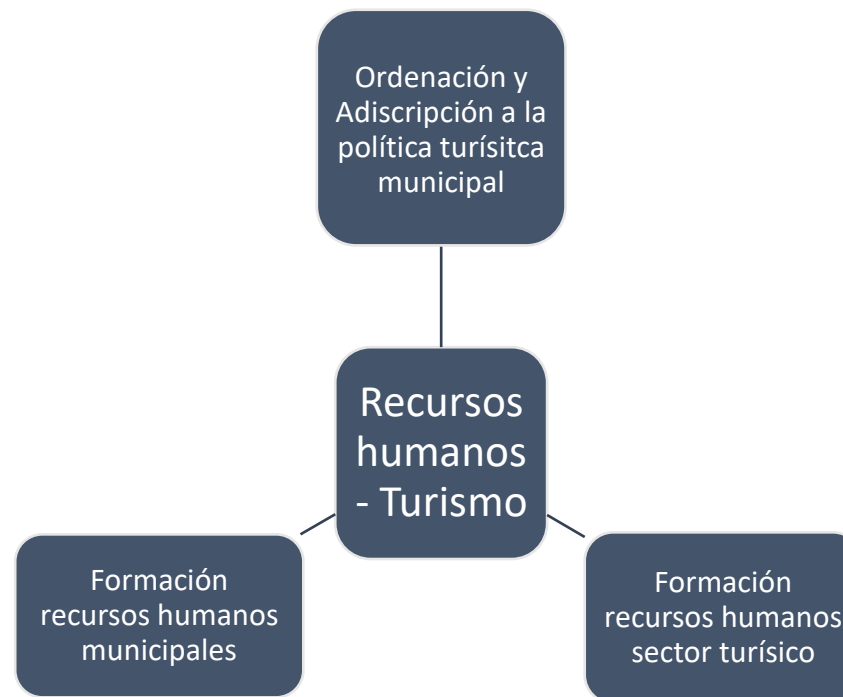 Ordenación y
Adiscripción a la
política turísitca
municipal
Recursos
humanos
- Turismo
Formación
recursos humanos
municipales
Formación
recursos humanos
sector turísico